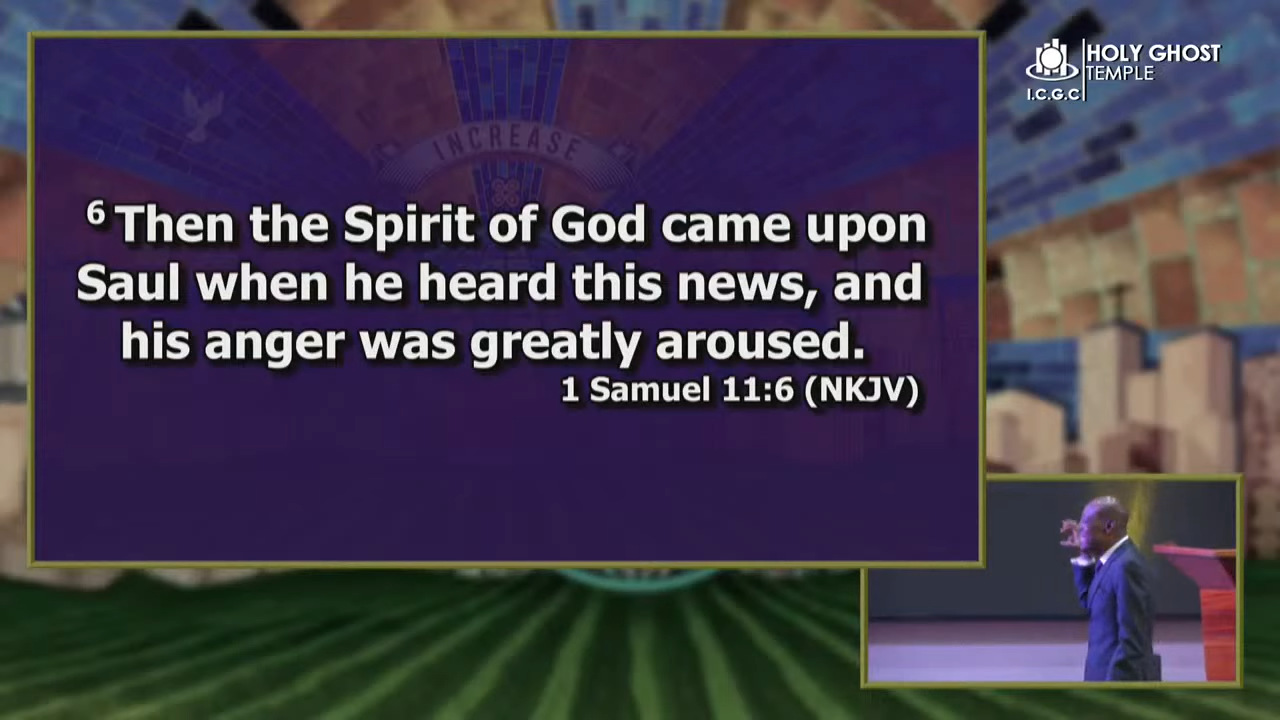 HOLY GHOST
TEMPLE
I.C.G.C
INCREASE
6 Then the Spirit of God came upon
Saul when he heard this news, and
his anger was greatly aroused.
1 Samuel 11:6 (NKJV)